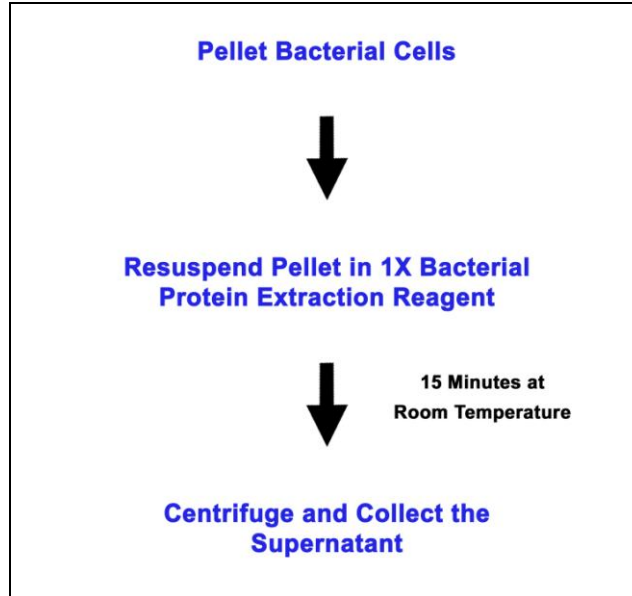 Pellet Bacterial Cells
Resuspend Pellet in 1X Bacterial
Protein Extraction Reagent
15 Minutes at
Room Temperature
Centrifuge and Collect the
Supernatant